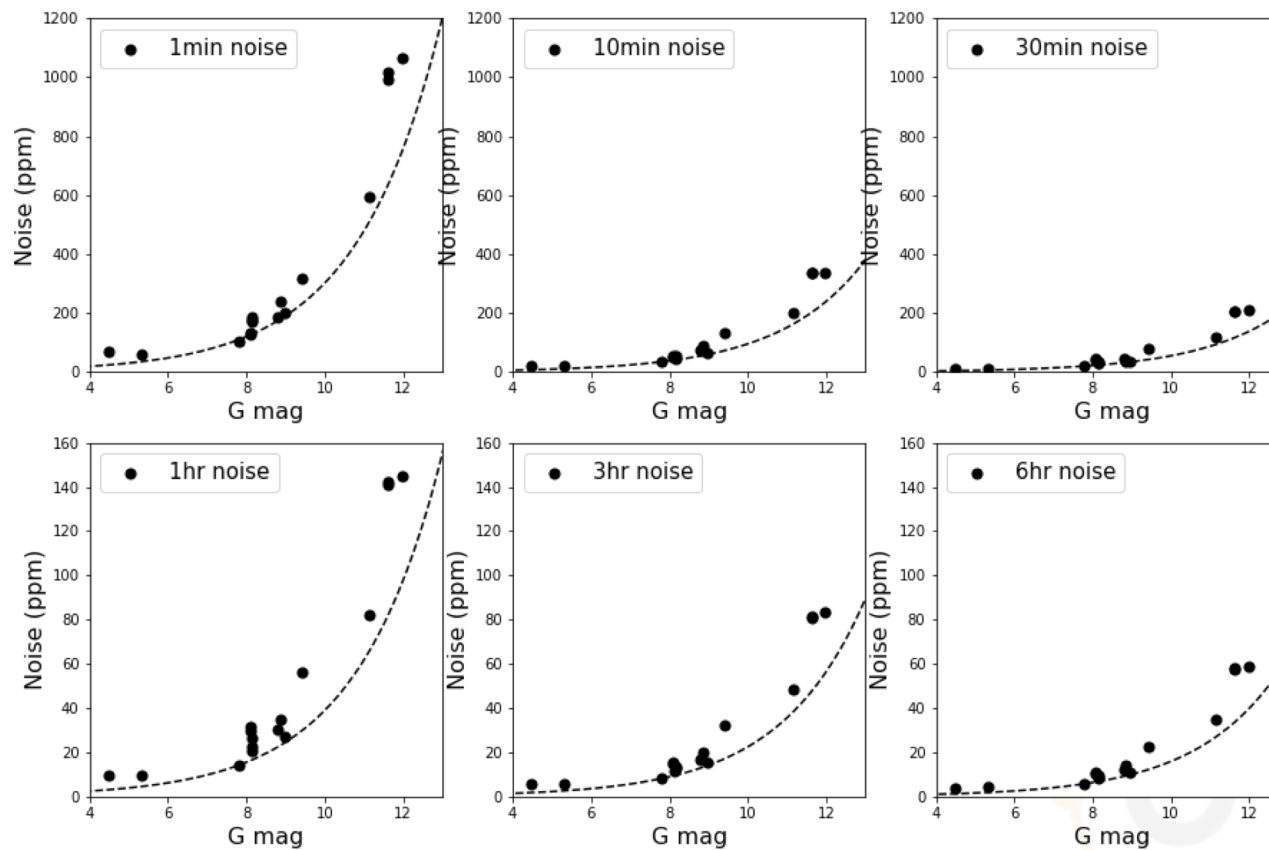 1200
1000
800
600
400
200
0
Noise (ppm)
1min noise
4 6 8 10 12
G mag
1200
1000
800
600
400
200
0
Noise (ppm)
10min noise
4 6 8 10 12
G mag
1200
1000
800
600
400
200
0
Noise (ppm)
30min noise
4 6 8 10 12
G mag
160
140
120
100
80
60
40
20
0
Noise (ppm)
1hr noise
4 6 8 10 12
G mag
160
140
120
100
80
60
40
20
0
Noise (ppm)
3hr noise
4 6 8 10 12
G mag
160
140
120
100
80
60
40
20
0
Noise (ppm)
6hr noise
4 6 8 10 12
G mag